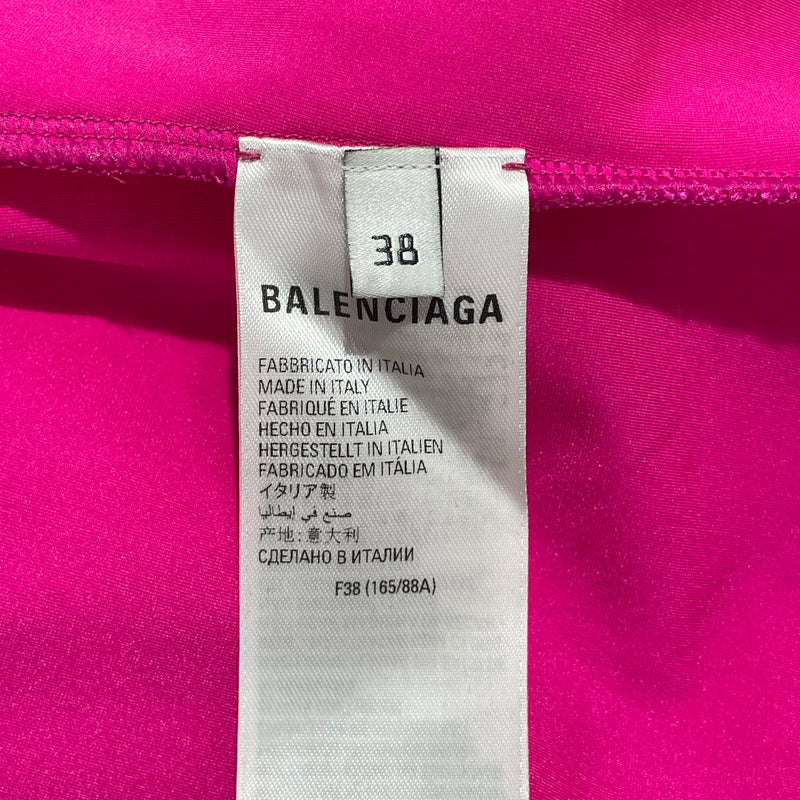 38
BALENCIAGA
FABBRICATO IN ITALIA
MADE IN ITALY
FABRIQUÉ EN ITALIE
HECHO EN ITALIA
HERGESTELLT IN ITALIEN
FABRICADO EM ITÁLIA
イタリア製
صنع في إيطاليا
产地：意大利
СДЕЛАНО В ИТАЛИИ
F38 (165/88A)